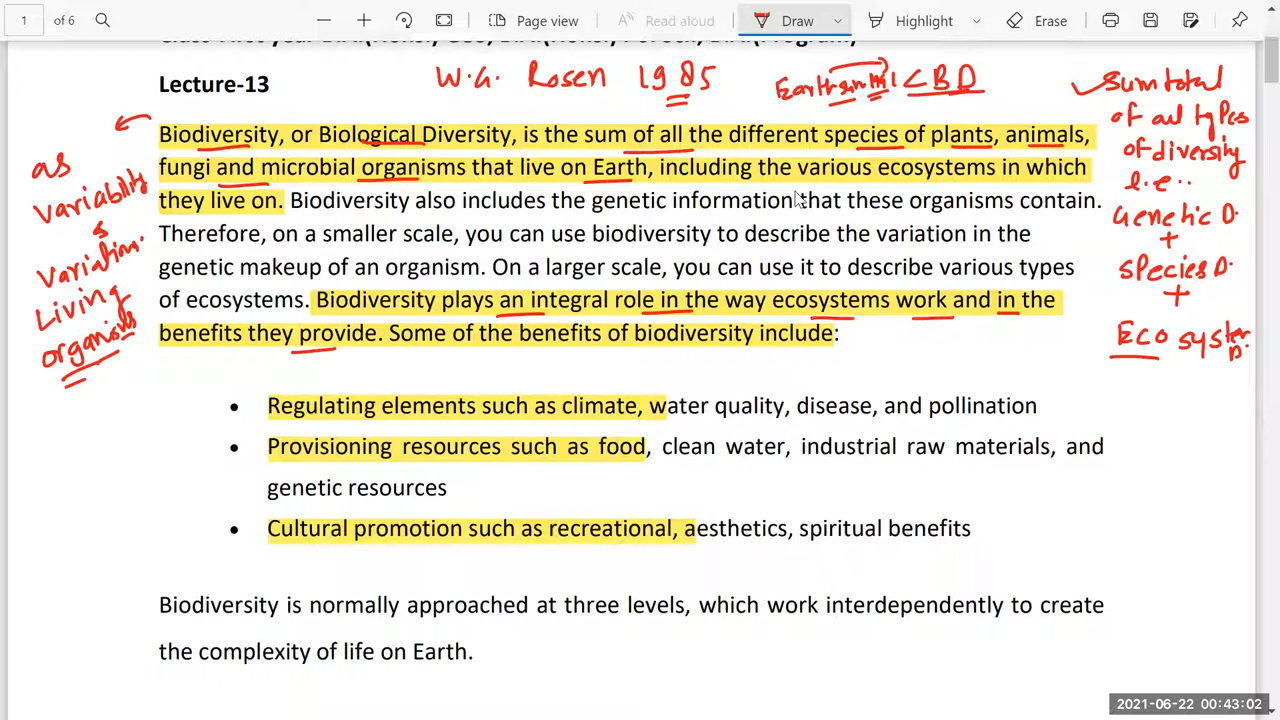 1 of 6 Page view Read aloud Draw Highlight Erase
Lecture-13
W.G. Rosen 1985
Earth summit < CBD
Biodiversity, or Biological Diversity, is the sum of all the different species of plants, animals,
fungi and microbial organisms that live on Earth, including the various ecosystems in which
they live on. Biodiversity also includes the genetic information that these organisms contain.
Therefore, on a smaller scale, you can use biodiversity to describe the variation in the
genetic makeup of an organism. On a larger scale, you can use it to describe various types
of ecosystems. Biodiversity plays an integral role in the way ecosystems work and in the
benefits they provide. Some of the benefits of biodiversity include:
as
variability
&
variation.
Living
organisms
Sum total
of all types
of diversity
i.e..
Genetic D.
+
Species D.
+
Eco system
D.
• Regulating elements such as climate, water quality, disease, and pollination
• Provisioning resources such as food, clean water, industrial raw materials, and
genetic resources
• Cultural promotion such as recreational, aesthetics, spiritual benefits
Biodiversity is normally approached at three levels, which work interdependently to create
the complexity of life on Earth.
2021-06-22 00:43:02